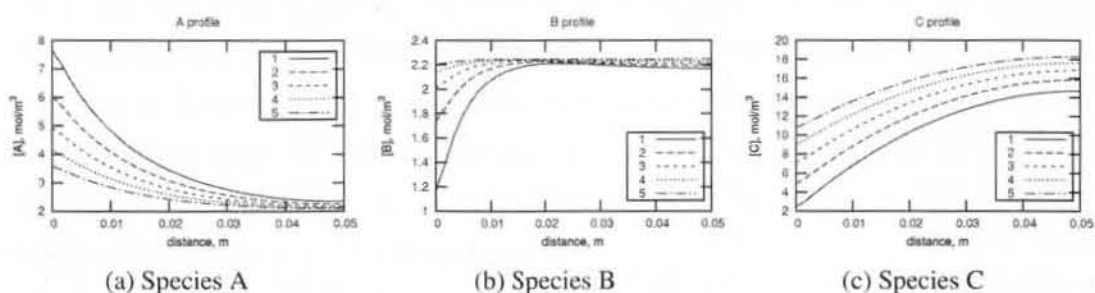 A profile
8
7
6
5
4
3
2
[A], mol/m³
1
2
3
4
5
0 0.01 0.02 0.03 0.04 0.05
distance, m
(a) Species A
B profile
2.4
2.2
2
1.8
1.6
1.4
1.2
1
[B], mol/m³
1
2
3
4
5
0 0.01 0.02 0.03 0.04 0.05
distance, m
(b) Species B
C profile
20
18
16
14
12
10
8
6
4
2
[C], mol/m³
1
2
3
4
5
0 0.01 0.02 0.03 0.04 0.05
distance, m
(c) Species C